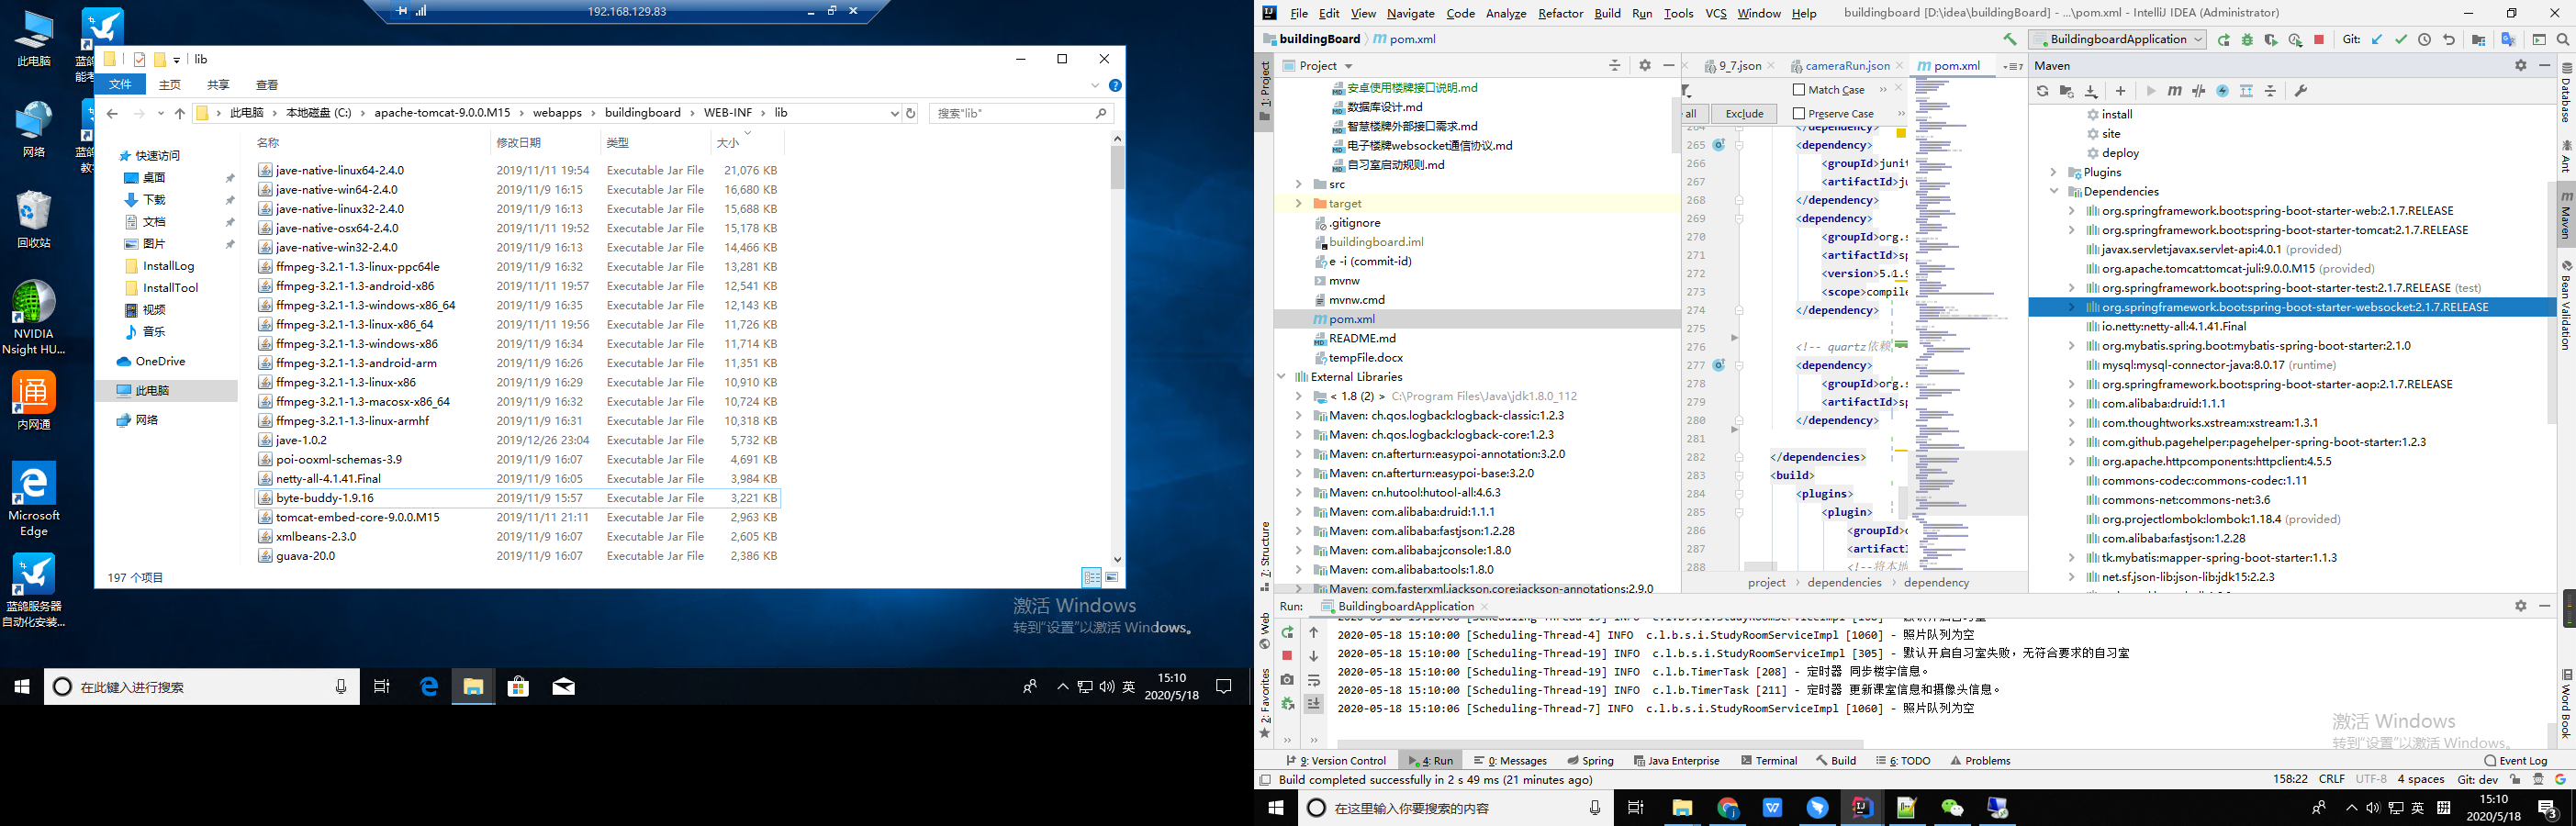 192.168.129.83
此电脑
网络
回收站
NVIDIA
Nsight HU...
内网通
Microsoft
Edge
蓝鸽服务器
自动化安装...
lib
文件 主页 共享 查看
此电脑 › 本地磁盘 (C:) › apache-tomcat-9.0.0.M15 › webapps › buildingboard › WEB-INF › lib
搜索"lib"
快速访问
桌面
下载
文档
图片
InstallLog
InstallTool
视频
音乐
OneDrive
此电脑
网络
名称 修改日期 类型 大小
jave-native-linux64-2.4.0 2019/11/11 19:54 Executable Jar File 21,076 KB
jave-native-win64-2.4.0 2019/11/9 16:15 Executable Jar File 16,680 KB
jave-native-linux32-2.4.0 2019/11/9 16:13 Executable Jar File 15,688 KB
jave-native-osx64-2.4.0 2019/11/11 19:52 Executable Jar File 15,178 KB
jave-native-win32-2.4.0 2019/11/9 16:13 Executable Jar File 14,466 KB
ffmpeg-3.2.1-1.3-linux-ppc64le 2019/11/9 16:32 Executable Jar File 13,281 KB
ffmpeg-3.2.1-1.3-android-x86 2019/11/11 19:57 Executable Jar File 12,541 KB
ffmpeg-3.2.1-1.3-windows-x86_64 2019/11/9 16:35 Executable Jar File 12,143 KB
ffmpeg-3.2.1-1.3-linux-x86_64 2019/11/11 19:56 Executable Jar File 11,726 KB
ffmpeg-3.2.1-1.3-windows-x86 2019/11/9 16:34 Executable Jar File 11,714 KB
ffmpeg-3.2.1-1.3-android-arm 2019/11/9 16:26 Executable Jar File 11,351 KB
ffmpeg-3.2.1-1.3-linux-x86 2019/11/9 16:29 Executable Jar File 10,910 KB
ffmpeg-3.2.1-1.3-macosx-x86_64 2019/11/9 16:32 Executable Jar File 10,724 KB
ffmpeg-3.2.1-1.3-linux-armhf 2019/11/9 16:31 Executable Jar File 10,318 KB
jave-1.0.2 2019/12/26 23:04 Executable Jar File 5,732 KB
poi-ooxml-schemas-3.9 2019/11/9 16:07 Executable Jar File 4,691 KB
netty-all-4.1.41.Final 2019/11/9 16:05 Executable Jar File 3,984 KB
byte-buddy-1.9.16 2019/11/9 15:57 Executable Jar File 3,221 KB
tomcat-embed-core-9.0.0.M15 2019/11/11 21:11 Executable Jar File 2,963 KB
xmlbeans-2.3.0 2019/11/9 16:07 Executable Jar File 2,605 KB
guava-20.0 2019/11/9 16:07 Executable Jar File 2,386 KB
197 个项目
激活 Windows
转到"设置"以激活 Windows。
在此键入进行搜索
英
15:10
2020/5/18
File Edit View Navigate Code Analyze Refactor Build Run Tools VCS Window Help
buildingboard [D:\idea\buildingBoard] - ...\pom.xml - IntelliJ IDEA (Administrator)
buildingBoard › pom.xml
BuildingboardApplication
Git:
1: Project
7: Structure
Web
2: Favorites
Project
安卓使用楼牌接口说明.md
数据库设计.md
智慧楼牌外部接口需求.md
电子楼牌websocket通信协议.md
自习室启动规则.md
src
target
.gitignore
buildingboard.iml
e -i (commit-id)
mvnw
mvnw.cmd
pom.xml
README.md
tempFile.docx
External Libraries
< 1.8 (2) > C:\Program Files\Java\jdk1.8.0_112
Maven: ch.qos.logback:logback-classic:1.2.3
Maven: ch.qos.logback:logback-core:1.2.3
Maven: cn.afterturn:easypoi-annotation:3.2.0
Maven: cn.afterturn:easypoi-base:3.2.0
Maven: cn.hutool:hutool-all:4.6.3
Maven: com.alibaba:druid:1.1.1
Maven: com.alibaba:fastjson:1.2.28
Maven: com.alibaba:jconsole:1.8.0
Maven: com.alibaba:tools:1.8.0
Maven: com.fasterxml.jackson.core:jackson-annotations:2.9.0
9_7.json cameraRun.json pom.xml
Match Case
all Exclude Preserve Case
264 </dependency>
265 <dependency>
266 <groupId>junit
267 <artifactId>ju
268 </dependency>
269 <dependency>
270 <groupId>org.s
271 <artifactId>sp
272 <version>5.1.9
273 <scope>compile
274 </dependency>
275
276 <!-- quartz依赖
277 <dependency>
278 <groupId>org.s
279 <artifactId>sp
280 </dependency>
281
282 </dependencies>
283 <build>
284 <plugins>
285 <plugin>
286 <groupId>o
287 <artifactI
288 <!--将本地
project › dependencies › dependency
Maven
install
site
deploy
Plugins
Dependencies
org.springframework.boot:spring-boot-starter-web:2.1.7.RELEASE
org.springframework.boot:spring-boot-starter-tomcat:2.1.7.RELEASE
javax.servlet:javax.servlet-api:4.0.1 (provided)
org.apache.tomcat:tomcat-juli:9.0.0.M15 (provided)
org.springframework.boot:spring-boot-starter-test:2.1.7.RELEASE (test)
org.springframework.boot:spring-boot-starter-websocket:2.1.7.RELEASE
io.netty:netty-all:4.1.41.Final
org.mybatis.spring.boot:mybatis-spring-boot-starter:2.1.0
mysql:mysql-connector-java:8.0.17 (runtime)
org.springframework.boot:spring-boot-starter-aop:2.1.7.RELEASE
com.alibaba:druid:1.1.1
com.thoughtworks.xstream:xstream:1.3.1
com.github.pagehelper:pagehelper-spring-boot-starter:1.2.3
org.apache.httpcomponents:httpclient:4.5.5
commons-codec:commons-codec:1.11
commons-net:commons-net:3.6
org.projectlombok:lombok:1.18.4 (provided)
com.alibaba:fastjson:1.2.28
tk.mybatis:mapper-spring-boot-starter:1.1.3
net.sf.json-lib:json-lib:jdk15:2.2.3
Database
Ant
Maven
Bean Validation
Word Book
Run: BuildingboardApplication
2020-05-18 15:10:00 [Scheduling-Thread-4] INFO c.l.b.s.i.StudyRoomServiceImpl [1060] - 照片队列为空
2020-05-18 15:10:00 [Scheduling-Thread-19] INFO c.l.b.s.i.StudyRoomServiceImpl [305] - 默认开启自习室失败，无符合要求的自习室
2020-05-18 15:10:00 [Scheduling-Thread-19] INFO c.l.b.TimerTask [208] - 定时器 同步楼宇信息。
2020-05-18 15:10:00 [Scheduling-Thread-19] INFO c.l.b.TimerTask [211] - 定时器 更新课室信息和摄像头信息。
2020-05-18 15:10:06 [Scheduling-Thread-7] INFO c.l.b.s.i.StudyRoomServiceImpl [1060] - 照片队列为空
激活 Windows
转到"设置"以激活 Windows。
9: Version Control 4: Run 0: Messages Spring Java Enterprise Terminal Build 6: TODO Problems Event Log
Build completed successfully in 2 s 49 ms (21 minutes ago) 158:22 CRLF UTF-8 4 spaces Git: dev
在这里输入你要搜索的内容
英 拼
15:10
2020/5/18
3